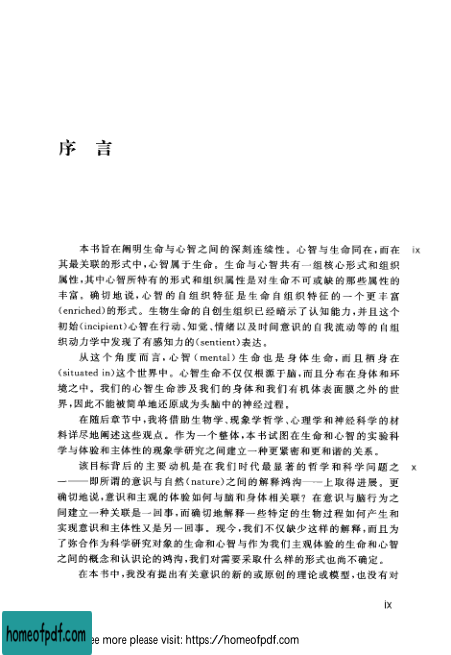 序 言
本书旨在阐明生命与心智之间的深刻连续性。心智与生命同在,而在 ix
其最关联的形式中,心智属于生命。生命与心智共有一组核心形式和组织
属性,其中心智所特有的形式和组织属性是对生命不可或缺的那些属性的
丰富。确切地说,心智的自组织特征是生命自组织特征的一个更丰富
(enriched)的形式。生物生命的自创生组织已经暗示了认知能力,并且这个
初始(incipient)心智在行动、知觉、情绪以及时间意识的自我流动等的自组
织动力学中发现了有感知力的(sentient)表达。
从这个角度而言,心智(mental)生命也是身体生命,而且栖身在
(situated in)这个世界中。心智生命不仅仅根源于脑,而且分布在身体和环
境之中。我们的心智生命涉及我们的身体和我们有机体表面膜之外的世
界,因此不能被简单地还原成为头脑中的神经过程。
在随后章节中,我将借助生物学、现象学哲学、心理学和神经科学的材
料详尽地阐述这些观点。作为一个整体,本书试图在生命和心智的实验科
学与体验和主体性的现象学研究之间建立一种更紧密和更和谐的关系。
该目标背后的主要动机是在我们时代最显著的哲学和科学问题之 x
一——即所谓的意识与自然(nature)之间的解释鸿沟——上取得进展。更
确切地说,意识和主观的体验如何与脑和身体相关联?在意识与脑行为之
间建立一种关联是一回事,而确切地解释一些特定的生物过程如何产生和
实现意识和主体性又是另一回事。现今,我们不仅缺少这样的解释,而且为
了弥合作为科学研究对象的生命和心智与作为我们主观体验的生命和心智
之间的概念和认识论的鸿沟,我们对需要采取什么样的形式也尚不确定。
在本书中,我没有提出有关意识的新的或原创的理论或模型,也没有对
ix
homeofpdf.com
ee more please visit: https://homeofpdf.com